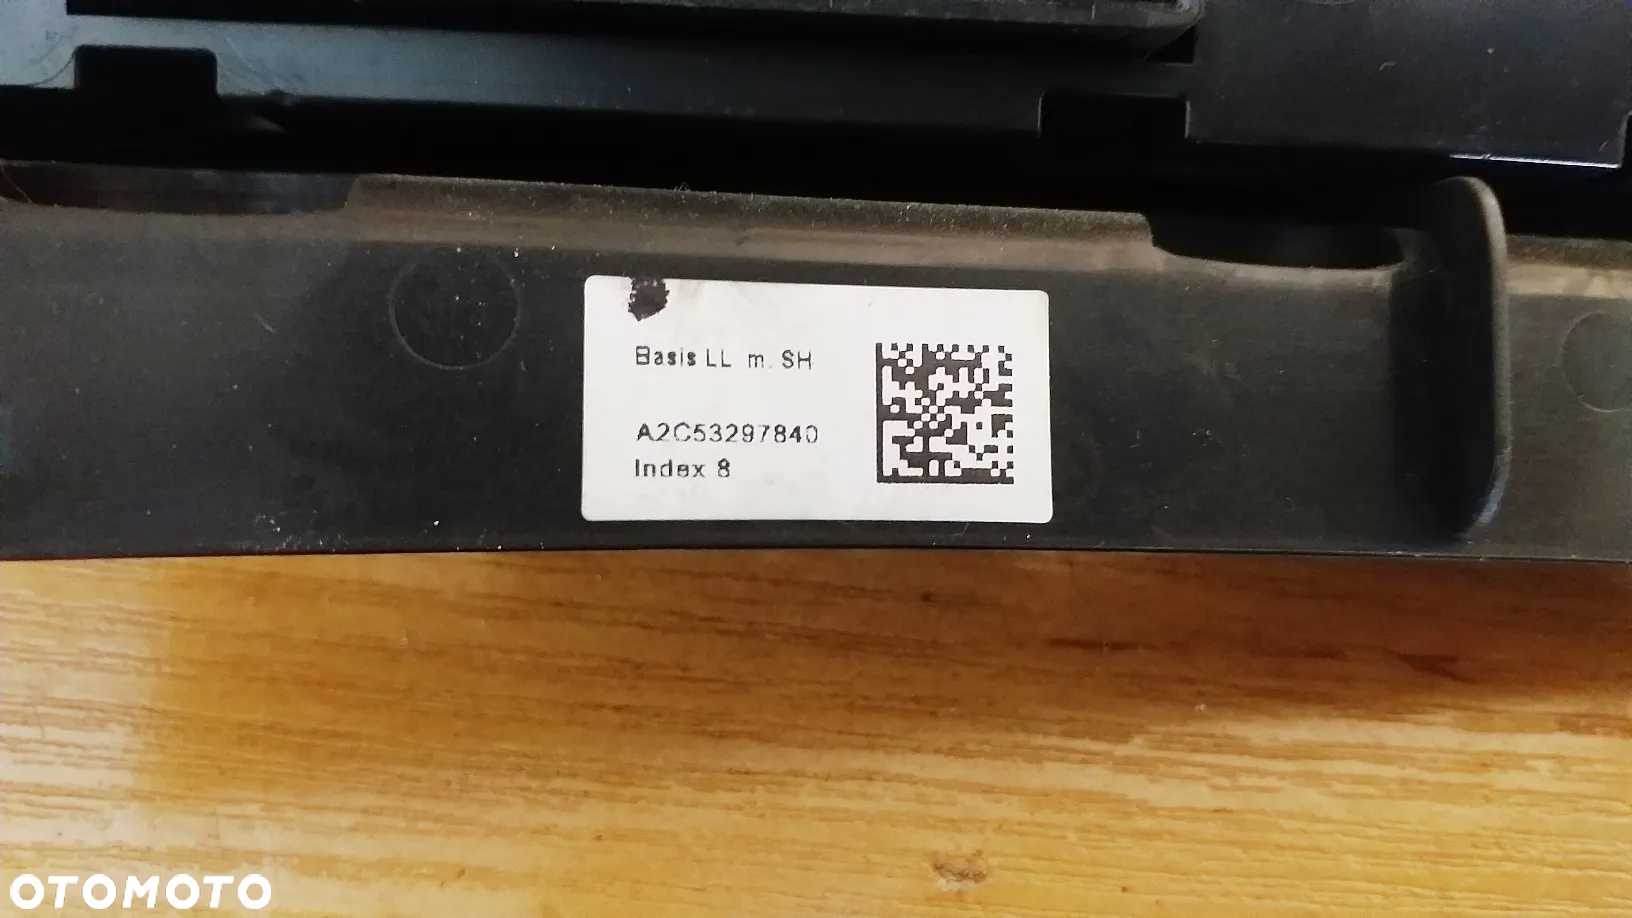 Basis LL m. SH
A2C53297840
Index 8
OTOMOTO